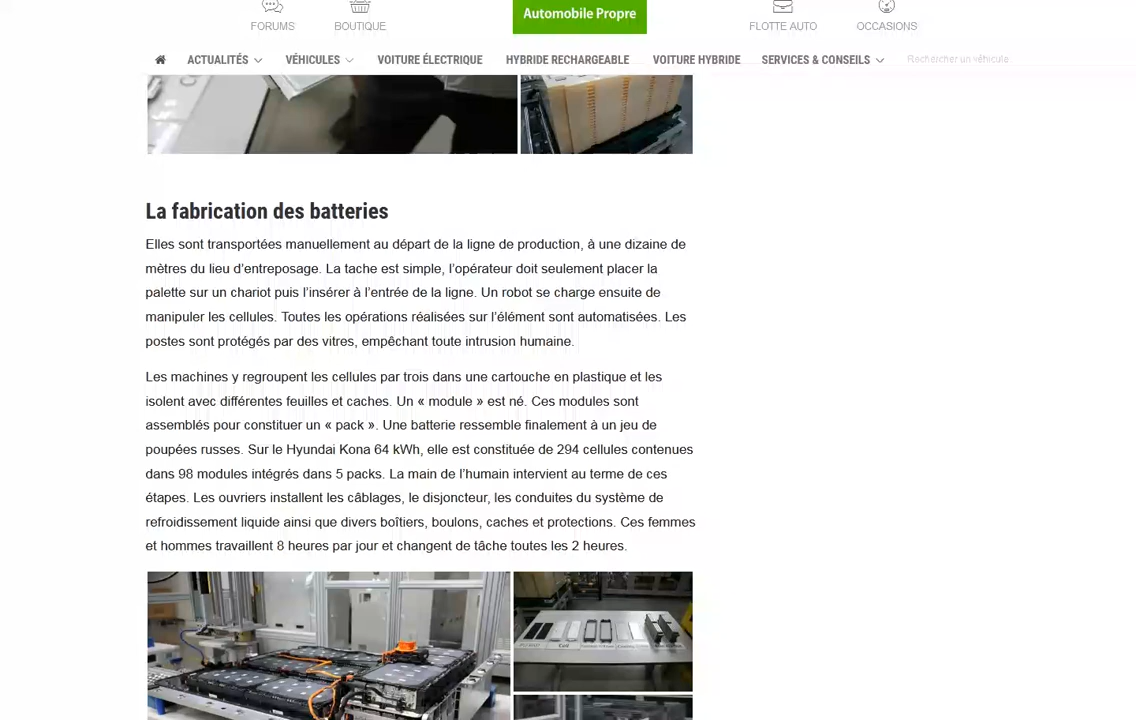 Automobile Propre
FORUMS BOUTIQUE FLOTTE AUTO OCCASIONS
ACTUALITÉS VÉHICULES VOITURE ÉLECTRIQUE HYBRIDE RECHARGEABLE VOITURE HYBRIDE SERVICES & CONSEILS Rechercher un véhicule
La fabrication des batteries
Elles sont transportées manuellement au départ de la ligne de production, à une dizaine de
mètres du lieu d’entreposage. La tache est simple, l’opérateur doit seulement placer la
palette sur un chariot puis l’insérer à l’entrée de la ligne. Un robot se charge ensuite de
manipuler les cellules. Toutes les opérations réalisées sur l’élément sont automatisées. Les
postes sont protégés par des vitres, empêchant toute intrusion humaine.
Les machines y regroupent les cellules par trois dans une cartouche en plastique et les
isolent avec différentes feuilles et caches. Un « module » est né. Ces modules sont
assemblés pour constituer un « pack ». Une batterie ressemble finalement à un jeu de
poupées russes. Sur le Hyundai Kona 64 kWh, elle est constituée de 294 cellules contenues
dans 98 modules intégrés dans 5 packs. La main de l’humain intervient au terme de ces
étapes. Les ouvriers installent les câblages, le disjoncteur, les conduites du système de
refroidissement liquide ainsi que divers boîtiers, boulons, caches et protections. Ces femmes
et hommes travaillent 8 heures par jour et changent de tâche toutes les 2 heures.
Cell